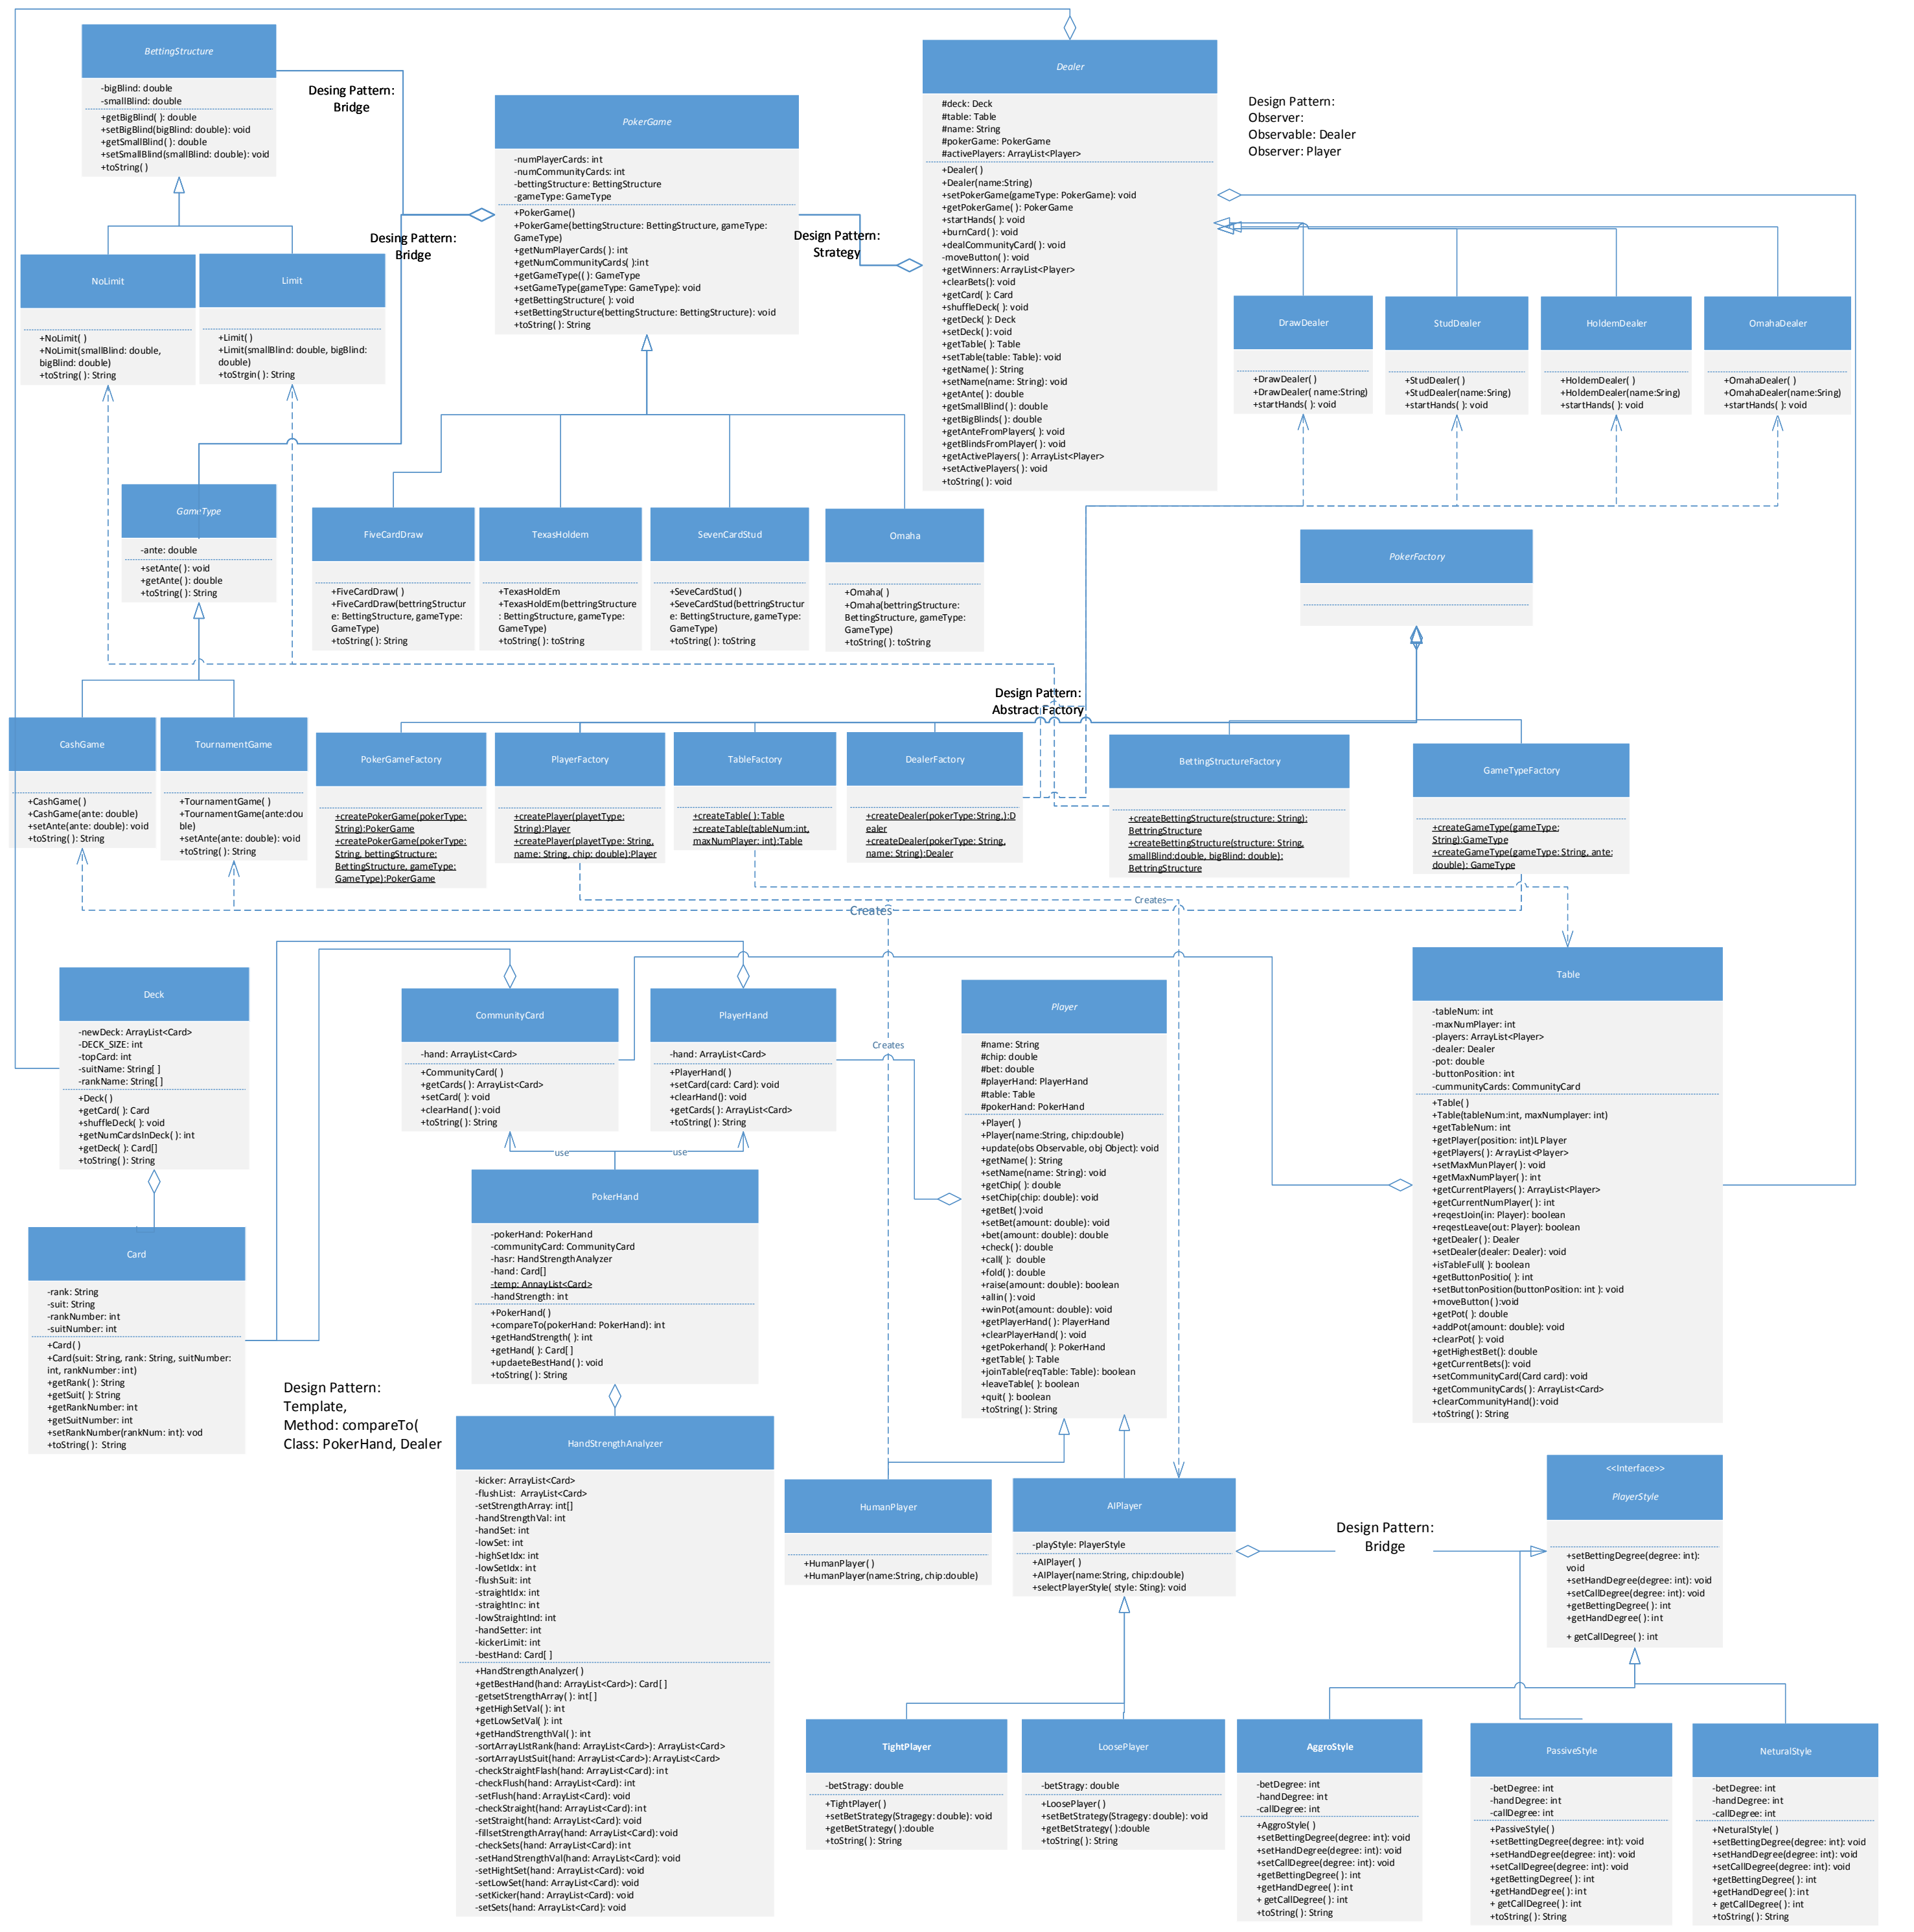 BettingStructure
-bigBlind: double
-smallBlind: double
+getBigBlind( ): double
+setBigBlind(bigBlind: double): void
+getSmallBlind( ): double
+setSmallBlind(smallBlind: double): void
+toString( )
Desing Pattern:
Bridge
PokerGame
-numPlayerCards: int
-numCommunityCards: int
-bettingStructure: BettingStructure
-gameType: GameType
+PokerGame()
+PokerGame(bettingStructure: BettingStructure, gameType:
GameType)
+getNumPlayerCards( ): int
+getNumCommunityCards( ):int
+getGameType(( ): GameType
+setGameType(gameType: GameType): void
+getBettingStructure( ): void
+setBettingStructure(bettingStructure: BettingStructure): void
+toString( ): String
Desing Pattern:
Bridge
Design Pattern:
Strategy
Dealer
#deck: Deck
#table: Table
#name: String
#pokerGame: PokerGame
#activePlayers: ArrayList<Player>
+Dealer( )
+Dealer(name:String)
+setPokerGame(gameType: PokerGame): void
+getPokerGame( ): PokerGame
+startHands( ): void
+burnCard( ): void
+dealCommunityCard( ): void
-moveButton( ): void
+getWinners: ArrayList<Player>
+clearBets(): void
+getCard( ): Card
+shuffleDeck( ): void
+getDeck( ): Deck
+setDeck( ): void
+getTable( ): Table
+setTable(table: Table): void
+getName( ): String
+setName(name: String): void
+getAnte( ): double
+getSmallBlind( ): double
+getBigBlinds( ): double
+getAnteFromPlayers( ): void
+getBlindsFromPlayer( ): void
+getActivePlayers( ): ArrayList<Player>
+setActivePlayers( ): void
+toString( ): void
Design Pattern:
Observer:
Observable: Dealer
Observer: Player
NoLimit
+NoLimit( )
+NoLimit(smallBlind: double,
bigBlind: double)
+toString( ): String
Limit
+Limit( )
+Limit(smallBlind: double, bigBlind:
double)
+toStrgin( ): String
DrawDealer
+DrawDealer( )
+DrawDealer( name:String)
+startHands( ): void
StudDealer
+StudDealer( )
+StudDealer(name:Sring)
+startHands( ): void
HoldemDealer
+HoldemDealer( )
+HoldemDealer(name:Sring)
+startHands( ): void
OmahaDealer
+OmahaDealer( )
+OmahaDealer(name:Sring)
+startHands( ): void
GameType
-ante: double
+setAnte( ): void
+getAnte( ): double
+toString( ): String
FiveCardDraw
+FiveCardDraw( )
+FiveCardDraw(bettringStructur
e: BettingStructure, gameType:
GameType)
+toString( ): String
TexasHoldem
+TexasHoldEm
+TexasHoldEm(bettringStructure
: BettingStructure, gameType:
GameType)
+toString( ): toString
SevenCardStud
+SeveCardStud( )
+SeveCardStud(bettringStructur
e: BettingStructure, gameType:
GameType)
+toString( ): toString
Omaha
+Omaha( )
+Omaha(bettringStructure:
BettingStructure, gameType:
GameType)
+toString( ): toString
PokerFactory
Design Pattern:
Abstract Factory
CashGame
+CashGame( )
+CashGame(ante: double)
+setAnte(ante: double): void
+toString( ): String
TournamentGame
+TournamentGame( )
+TournamentGame(ante:dou
ble)
+setAnte(ante: double): void
+toString( ): String
PokerGameFactory
+createPokerGame(pokerType:
String):PokerGame
+createPokerGame(pokerType:
String, bettingStructure:
BettingStructure, gameType:
GameType):PokerGame
PlayerFactory
+createPlayer(playetType:
String):Player
+createPlayer(playetType: String,
name: String, chip: double):Player
TableFactory
+createTable( ): Table
+createTable(tableNum:int,
maxNumPlayer: int):Table
DealerFactory
+createDealer(pokerType:String,):D
ealer
+createDealer(pokerType: String,
name: String):Dealer
BettingStructureFactory
+createBettingStructure(structure: String):
BettingStructure
+createBettingStructure(structure: String,
smallBlind:double, bigBlind: double):
BettringStructure
GameTypeFactory
+createGameType(gameType:
String):GameType
+createGameType(gameType: String, ante:
double): GameType
Creates
Creates
Deck
-newDeck: ArrayList<Card>
-DECK_SIZE: int
-topCard: int
-suitName: String[ ]
-rankName: String[ ]
+Deck( )
+getCard( ): Card
+shuffleDeck( ): void
+getNumCardsInDeck( ): int
+getDeck( ): Card[]
+toString( ): String
CommunityCard
-hand: ArrayList<Card>
+CommunityCard( )
+getCards( ): ArrayList<Card>
+setCard( ): void
+clearHand( ): void
+toString( ): String
PlayerHand
-hand: ArrayList<Card>
+PlayerHand( )
+setCard(card: Card): void
+clearHand(): void
+getCards( ): ArrayList<Card>
+toString( ): String
Creates
use
use
Player
#name: String
#chip: double
#bet: double
#playerHand: PlayerHand
#table: Table
#pokerHand: PokerHand
+Player( )
+Player(name:String, chip:double)
+update(obs Observable, obj Object): void
+getName( ): String
+setName(name: String): void
+getChip( ): double
+setChip(chip: double): void
+getBet( ):void
+setBet(amount: double): void
+bet(amount: double): double
+check( ): double
+call( ):  double
+fold( ): double
+raise(amount: double): boolean
+allin( ): void
+winPot(amount: double): void
+getPlayerHand( ): PlayerHand
+clearPlayerHand( ): void
+getPokerhand( ): PokerHand
+getTable( ): Table
+joinTable(reqTable: Table): boolean
+leaveTable( ): boolean
+quit( ): boolean
+toString( ): String
Table
-tableNum: int
-maxNumPlayer: int
-players: ArrayList<Player>
-dealer: Dealer
-pot: double
-buttonPosition: int
-cummunityCards: CommunityCard
+Table( )
+Table(tableNum:int, maxNumplayer: int)
+getTableNum: int
+getPlayer(position: int)L Player
+getPlayers( ): ArrayList<Player>
+setMaxMunPlayer( ): void
+getMaxNumPlayer( ): int
+getCurrentPlayers( ): ArrayList<Player>
+getCurrentNumPlayer( ): int
+reqestJoin(in: Player): boolean
+reqestLeave(out: Player): boolean
+getDealer( ): Dealer
+setDealer(dealer: Dealer): void
+isTableFull( ): boolean
+getButtonPositio( ): int
+setButtonPosition(buttonPosition: int ): void
+moveButton( ):void
+getPot( ): double
+addPot(amount: double): void
+clearPot( ): void
+getHighestBet(): double
+getCurrentBets(): void
+setCommunityCard(Card card): void
+getCommunityCards( ): ArrayList<Card>
+clearCommunityHand(): void
+toString( ): String
PokerHand
-pokerHand: PokerHand
-communityCard: CommunityCard
-hasr: HandStrengthAnalyzer
-hand: Card[]
-temp: AnnayList<Card>
-handStrength: int
+PokerHand( )
+compareTo(pokerHand: PokerHand): int
+getHandStrength( ): int
+getHand( ): Card[ ]
+updaeteBestHand( ): void
+toString( ): String
Card
-rank: String
-suit: String
-rankNumber: int
-suitNumber: int
+Card( )
+Card(suit: String, rank: String, suitNumber:
int, rankNumber: int)
+getRank( ): String
+getSuit( ): String
+getRankNumber: int
+getSuitNumber: int
+setRankNumber(rankNum: int): vod
+toString( ):  String
Design Pattern:
Template,
Method: compareTo(
Class: PokerHand, Dealer
HandStrengthAnalyzer
-kicker: ArrayList<Card>
-flushList:  ArrayList<Card>
-setStrengthArray: int[]
-handStrengthVal: int
-handSet: int
-lowSet: int
-highSetIdx: int
-lowSetIdx: int
-flushSuit: int
-straightIdx: int
-straightInc: int
-lowStraightInd: int
-handSetter: int
-kickerLimit: int
-bestHand: Card[ ]
+HandStrengthAnalyzer( )
+getBestHand(hand: ArrayList<Card>): Card[ ]
-getsetStrengthArray( ): int[ ]
+getHighSetVal( ): int
+getLowSetVal( ): int
+getHandStrengthVal( ): int
-sortArrayLIstRank(hand: ArrayList<Card>): ArrayList<Card>
-sortArrayLIstSuit(hand: ArrayList<Card>): ArrayList<Card>
-checkStraightFlash(hand: ArrayList<Card): int
-checkFlush(hand: ArrayList<Card): int
-setFlush(hand: ArrayList<Card): void
-checkStraight(hand: ArrayList<Card): int
-setStraight(hand: ArrayList<Card): void
-fillsetStrengthArray(hand: ArrayList<Card): void
-checkSets(hand: ArrayList<Card): int
-setHandStrengthVal(hand: ArrayList<Card): void
-setHightSet(hand: ArrayList<Card): void
-setLowSet(hand: ArrayList<Card): void
-setKicker(hand: ArrayList<Card): void
-setSets(hand: ArrayList<Card): void
HumanPlayer
+HumanPlayer( )
+HumanPlayer(name:String, chip:double)
AIPlayer
-playStyle: PlayerStyle
+AIPlayer( )
+AIPlayer(name:String, chip:double)
+selectPlayerStyle( style: Sting): void
Design Pattern:
Bridge
<<Interface>>
PlayerStyle
+setBettingDegree(degree: int):
void
+setHandDegree(degree: int): void
+setCallDegree(degree: int): void
+getBettingDegree( ): int
+getHandDegree( ): int
+ getCallDegree( ): int
TightPlayer
-betStragy: double
+TightPlayer( )
+setBetStrategy(Stragegy: double): void
+getBetStrategy( ):double
+toString( ): String
LoosePlayer
-betStragy: double
+LoosePlayer( )
+setBetStrategy(Stragegy: double): void
+getBetStrategy( ):double
+toString( ): String
AggroStyle
-betDegree: int
-handDegree: int
-callDegree: int
+AggroStyle( )
+setBettingDegree(degree: int): void
+setHandDegree(degree: int): void
+setCallDegree(degree: int): void
+getBettingDegree( ): int
+getHandDegree( ): int
+ getCallDegree( ): int
+toString( ): String
PassiveStyle
-betDegree: int
-handDegree: int
-callDegree: int
+PassiveStyle( )
+setBettingDegree(degree: int): void
+setHandDegree(degree: int): void
+setCallDegree(degree: int): void
+getBettingDegree( ): int
+getHandDegree( ): int
+ getCallDegree( ): int
+toString( ): String
NeturalStyle
-betDegree: int
-handDegree: int
-callDegree: int
+NeturalStyle( )
+setBettingDegree(degree: int): void
+setHandDegree(degree: int): void
+setCallDegree(degree: int): void
+getBettingDegree( ): int
+getHandDegree( ): int
+ getCallDegree( ): int
+toString( ): String